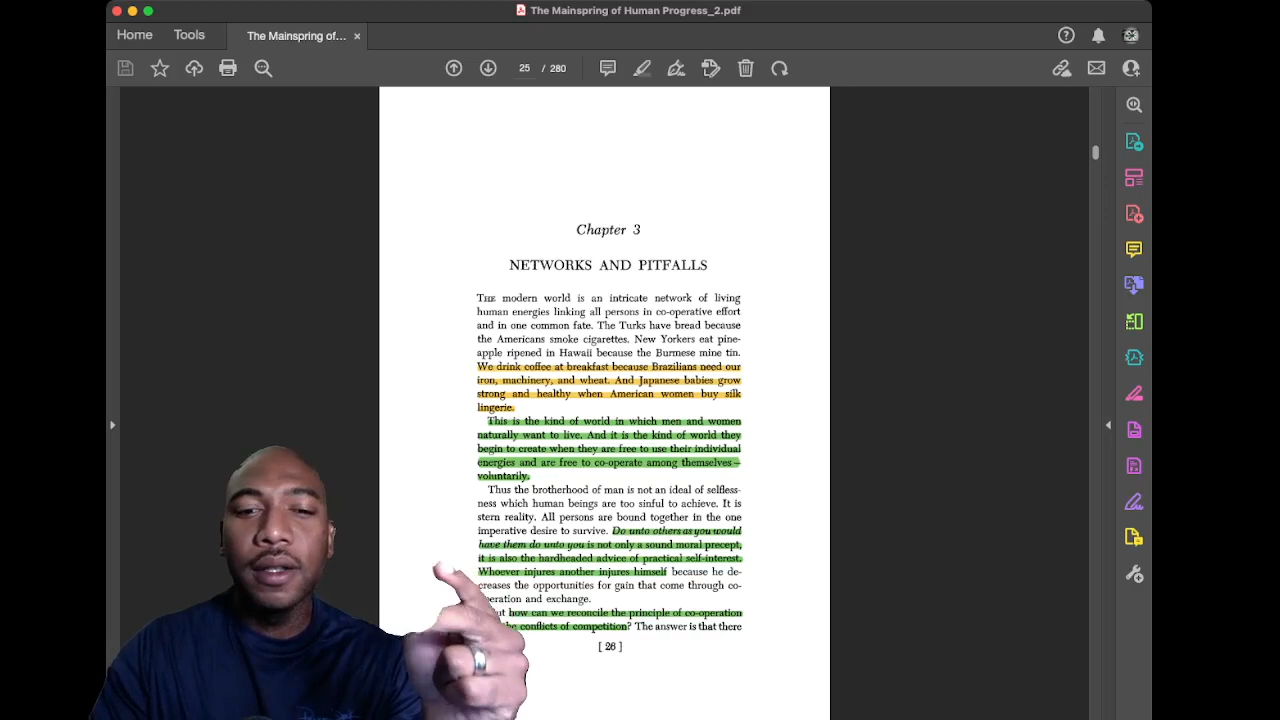 The Mainspring of Human Progress_2.pdf
Home Tools The Mainspring of... ×
25 / 280
Chapter 3
NETWORKS AND PITFALLS
THE modern world is an intricate network of living
human energies linking all persons in co-operative effort
and in one common fate. The Turks have bread because
the Americans smoke cigarettes. New Yorkers eat pine-
apple ripened in Hawaii because the Burmese mine tin.
We drink coffee at breakfast because Brazilians need our
iron, machinery, and wheat. And Japanese babies grow
strong and healthy when American women buy silk
lingerie.
This is the kind of world in which men and women
naturally want to live. And it is the kind of world they
begin to create when they are free to use their individual
energies and are free to co-operate among themselves–
voluntarily.
Thus the brotherhood of man is not an ideal of selfless-
ness which human beings are too sinful to achieve. It is
stern reality. All persons are bound together in the one
imperative desire to survive. Do unto others as you would
have them do unto you is not only a sound moral precept,
it is also the hardheaded advice of practical self-interest.
Whoever injures another injures himself because he de-
creases the opportunities for gain that come through co-
operation and exchange.
how can we reconcile the principle of co-operation
conflicts of competition? The answer is that there
[ 26 ]